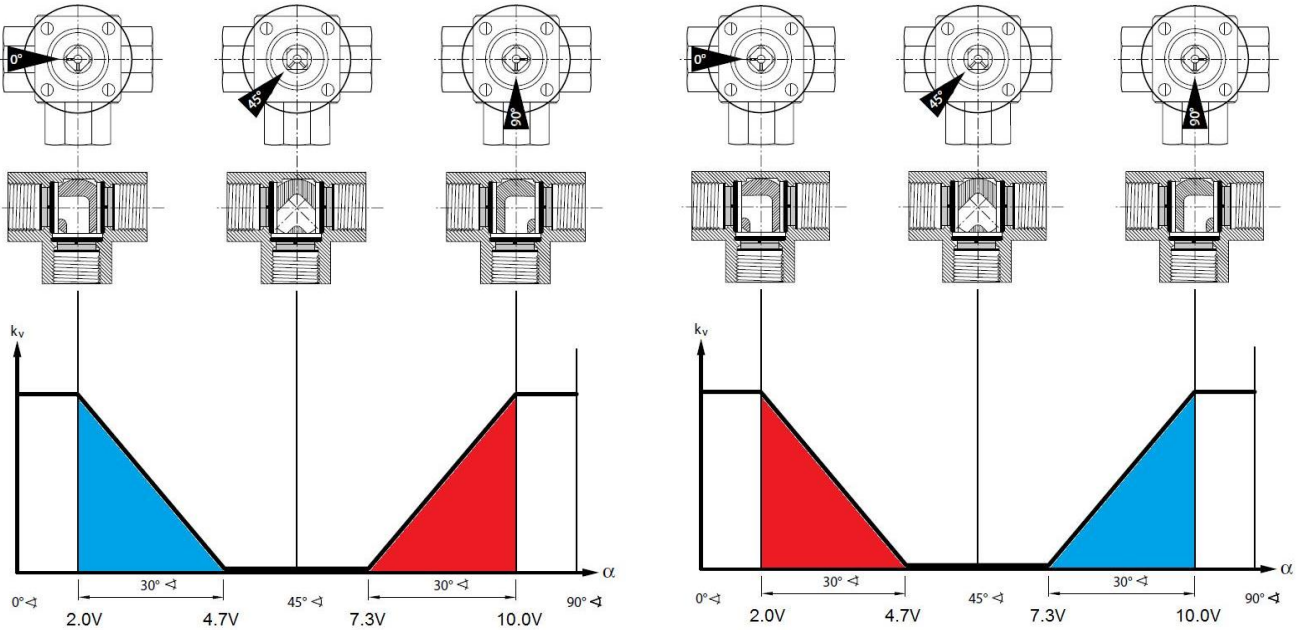 0° 45° 90° 0° 45° 90°
kv kv
α α
30° ∢ 30° ∢ 30° ∢ 30° ∢
0° ∢ 45° ∢ 90° ∢ 0° ∢ 45° ∢ 90° ∢
2.0V 4.7V 7.3V 10.0V 2.0V 4.7V 7.3V 10.0V